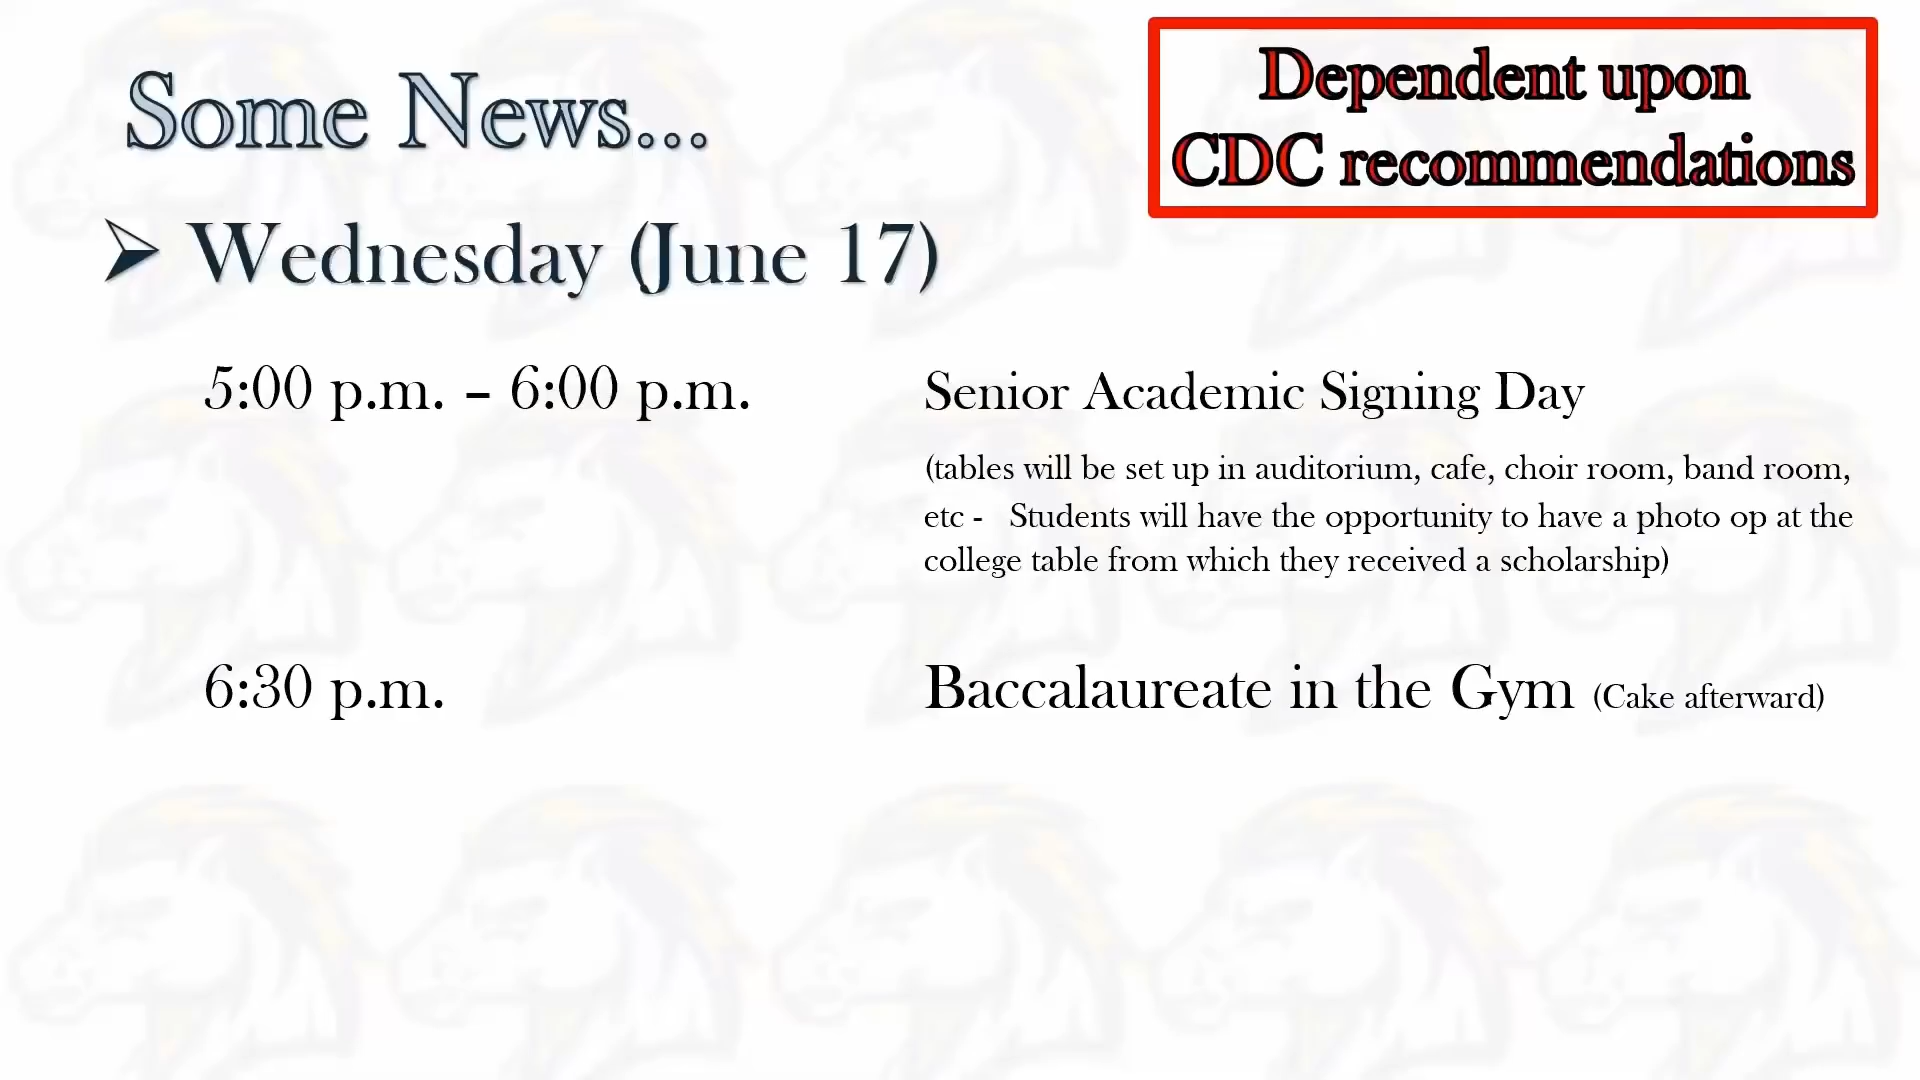 Some News...
Dependent upon
CDC recommendations
➢ Wednesday (June 17)
5:00 p.m. – 6:00 p.m. Senior Academic Signing Day
(tables will be set up in auditorium, cafe, choir room, band room,
etc - Students will have the opportunity to have a photo op at the
college table from which they received a scholarship)
6:30 p.m. Baccalaureate in the Gym (Cake afterward)